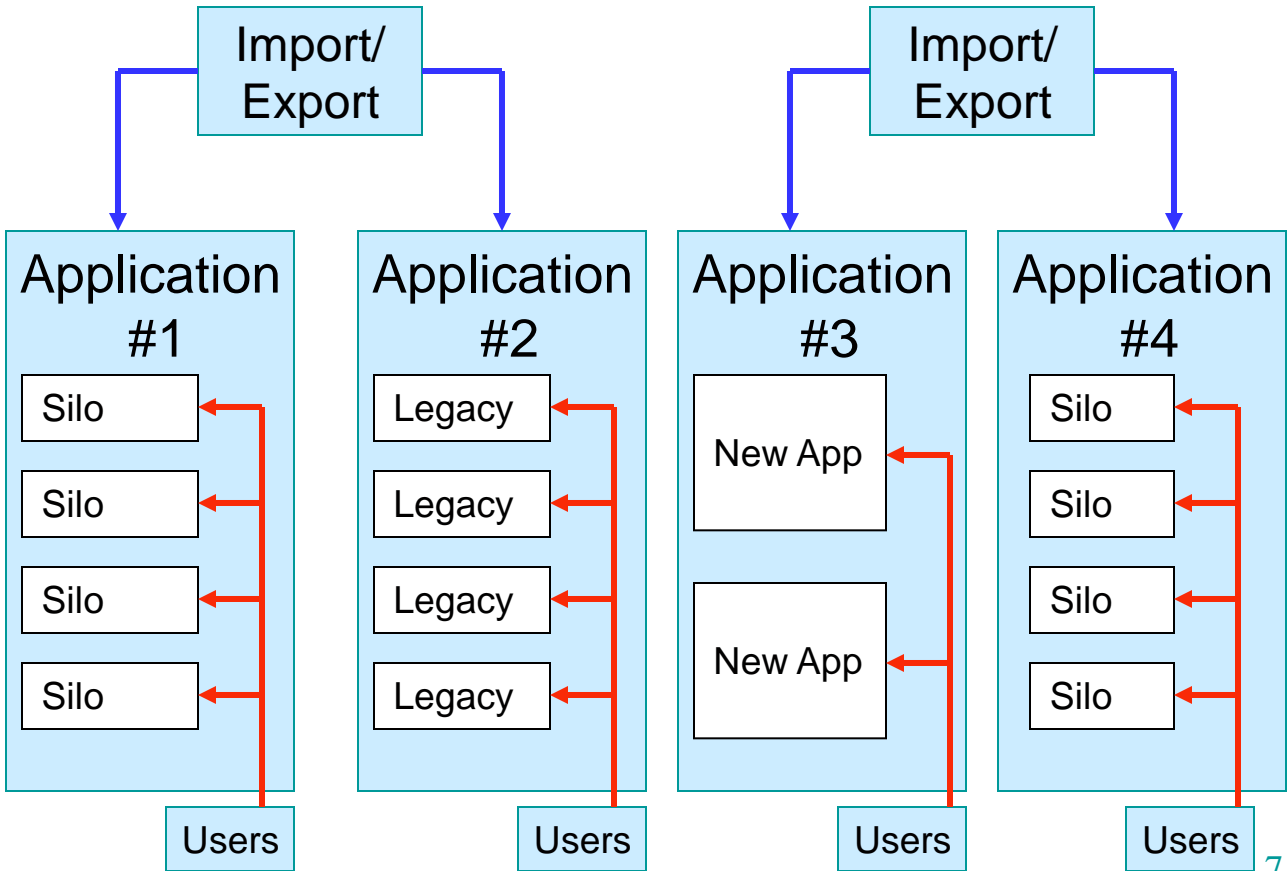 Import/
Export
Import/
Export
Application
#1
Silo
Silo
Silo
Silo
Users
Application
#2
Legacy
Legacy
Legacy
Legacy
Users
Application
#3
New App
New App
Users
Application
#4
Silo
Silo
Silo
Silo
Users
7